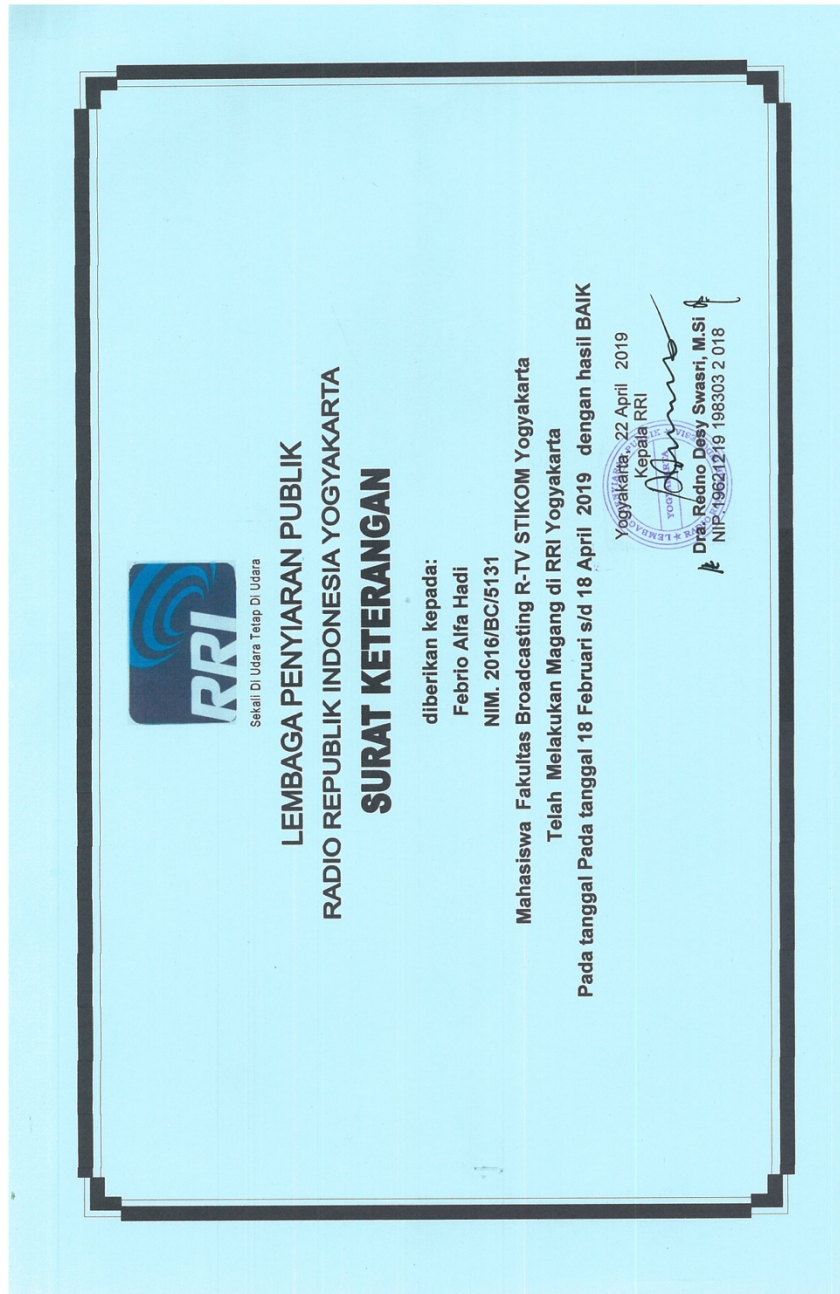 RRI
Sekali Di Udara Tetap Di Udara
LEMBAGA PENYIARAN PUBLIK
RADIO REPUBLIK INDONESIA YOGYAKARTA
SURAT KETERANGAN
diberikan kepada:
Febrio Alfa Hadi
NIM. 2016/BC/5131
Mahasiswa Fakultas Broadcasting R-TV STIKOM Yogyakarta
Telah Melakukan Magang di RRI Yogyakarta
Pada tanggal Pada tanggal 18 Februari s/d 18 April 2019 dengan hasil BAIK
Yogyakarta, 22 April 2019
Kepala RRI
YOGYAKARTA
Dra. Redno Desy Swasri, M.Si
NIP. 19621219 198303 2 018